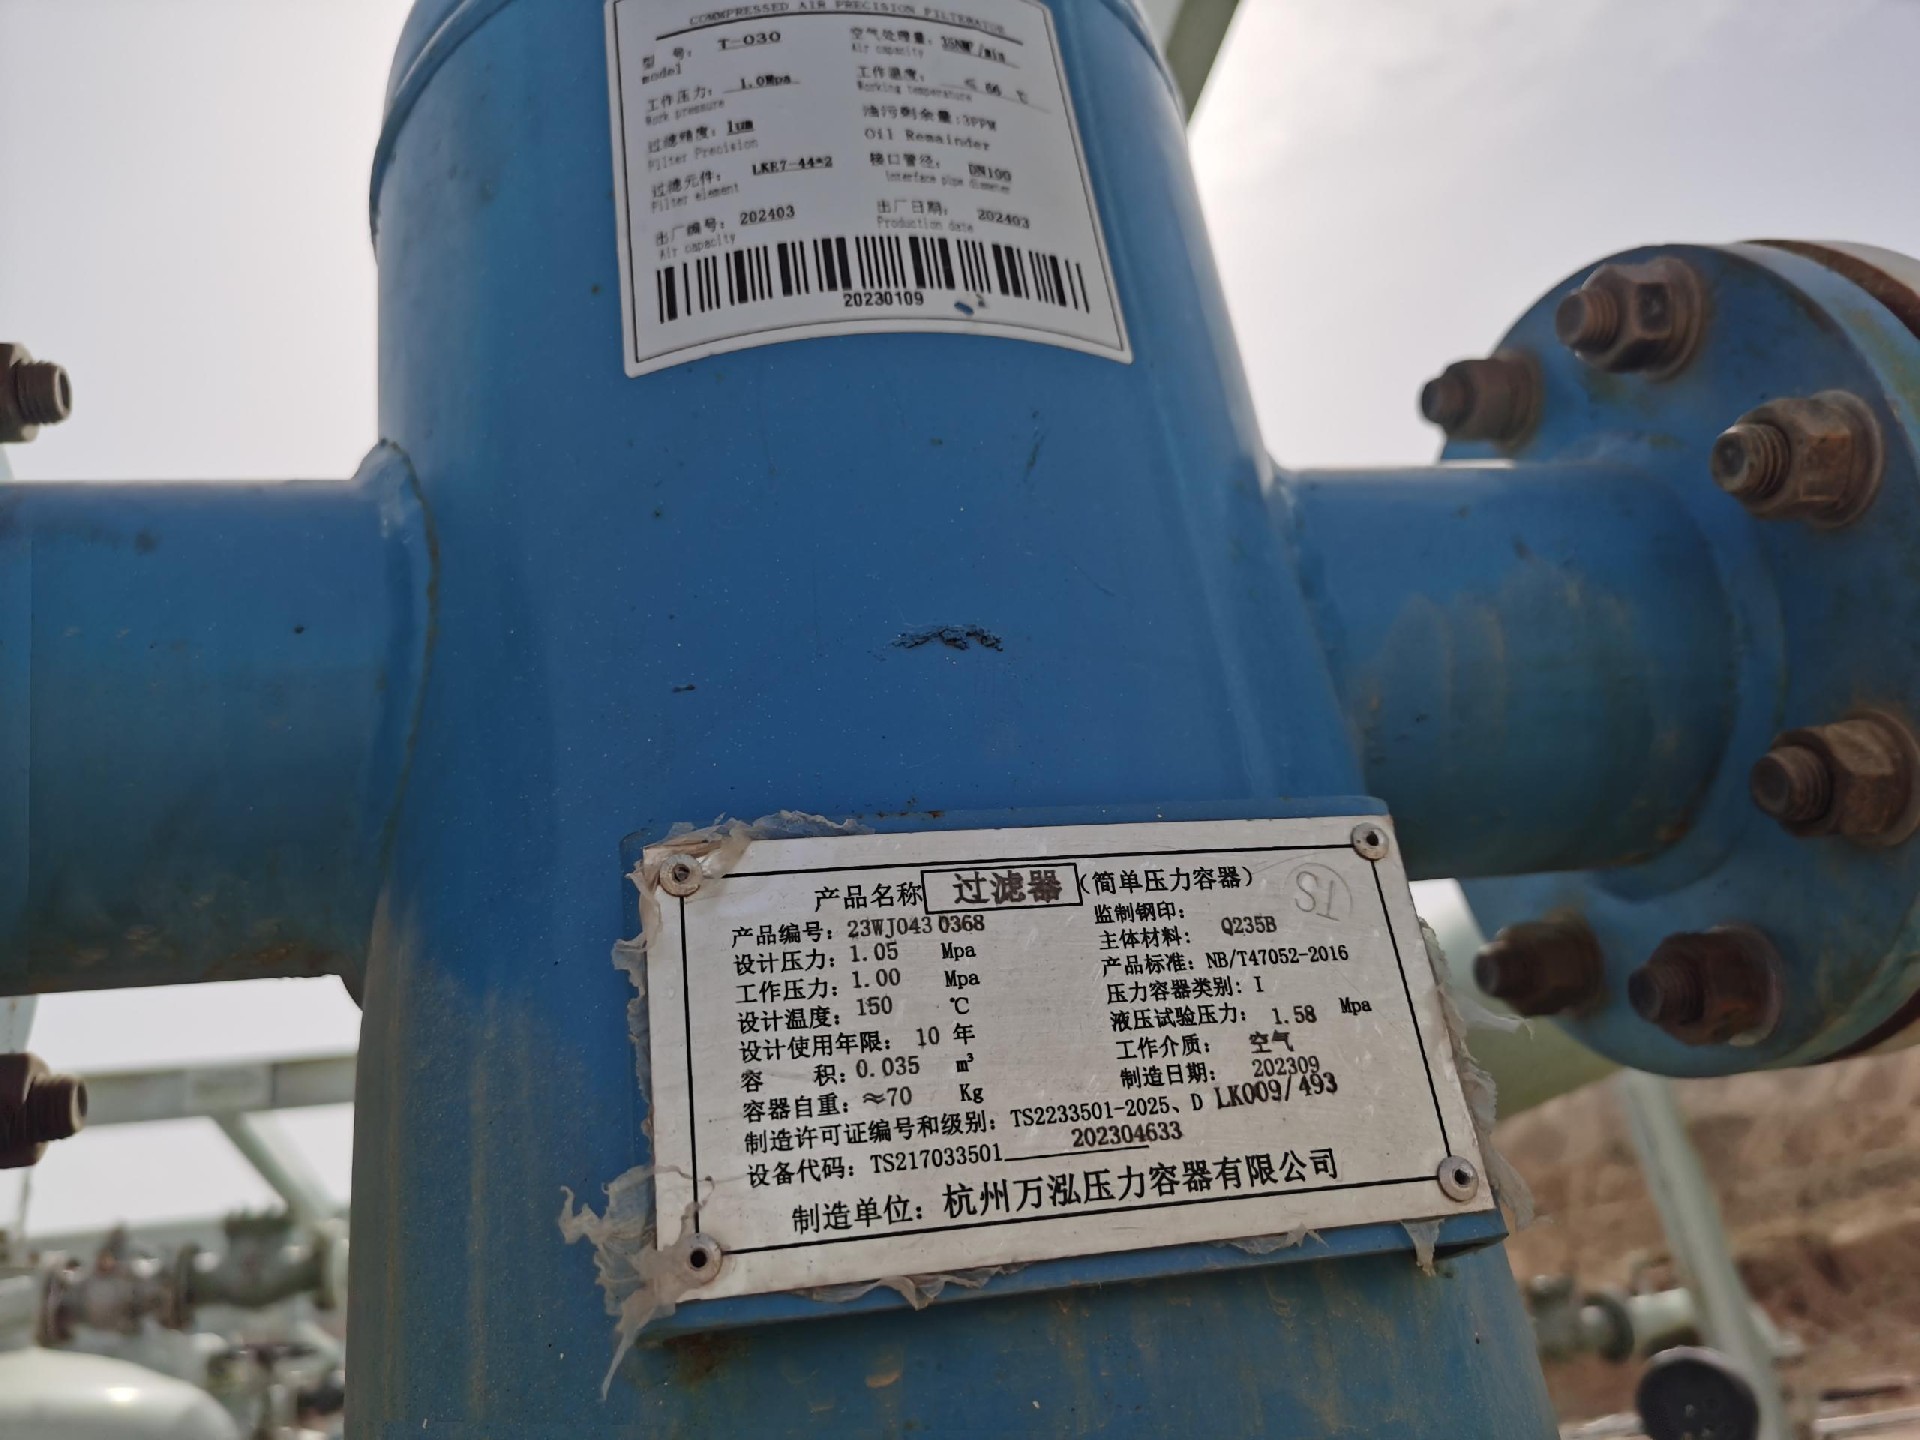 COMMPRESSED AIR PRECISION FILTERATOR
型 号: T-030 空气处理量: 35NM³/min
model Air capacity
工作压力: 1.0Mpa 工作温度: ≤ 66 ℃
Work pressure Working temperature
过滤精度: 1um 油污剩余量:3PPW
Filter Precision Oil Remainder
过滤元件: LKE7-44*2 梯口管径: DN100
Filter element Interface pipe diameter
出厂编号: 202403 出厂日期: 202403
Air capacity Production date
20230109
产品名称 过滤器 (简单压力容器)
TS
产品编号: 23WJ0430368 监制钢印:
设计压力: 1.05 Mpa 主体材料: Q235B
工作压力: 1.00 Mpa 产品标准: NB/T47052-2016
设计温度: 150 ℃ 压力容器类别: I
设计使用年限: 10 年 液压试验压力: 1.58 Mpa
容 积: 0.035 m³ 工作介质: 空气
容器自重: ≈70 Kg 制造日期: 202309
制造许可证编号和级别: TS2233501-2025、D LK009/493
设备代码: TS217033501 202304633
制造单位: 杭州万泓压力容器有限公司